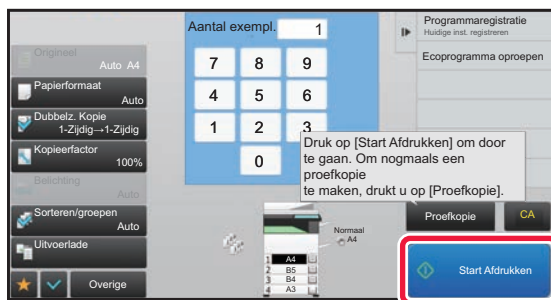 Origineel
Auto A4
Papierformaat
Auto
Dubbelz. Kopie
1-Zijdig→1-Zijdig
Kopieerfactor
100%
Belichting
Auto
Sorteren/groepen
Auto
Uitvoerlade
Overige
Aantal exempl.
1
7 8 9
4 5 6
1 2 3
0
Druk op [Start Afdrukken] om door
te gaan. Om nogmaals een
proefkopie
te maken, drukt u op [Proefkopie].
Normaal
A4
1 A4
2 B5
3 B4
4 A3
Programmaregistratie
Huidige inst. registreren
Ecoprogramma oproepen
Proefkopie
CA
Start Afdrukken